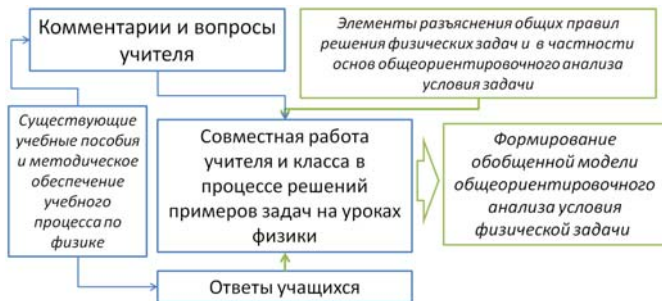 Комментарии и вопросы
учителя
Элементы разъяснения общих правил
решения физических задач и в частности
основ общеориентировочного анализа
условия задачи
Существующие
учебные пособия
и методическое
обеспечение
учебного
процесса по
физике
Совместная работа
учителя и класса в
процессе решений
примеров задач на уроках
физики
Формирование
обобщенной модели
общеориентировочного
анализа условия
физической задачи
Ответы учащихся